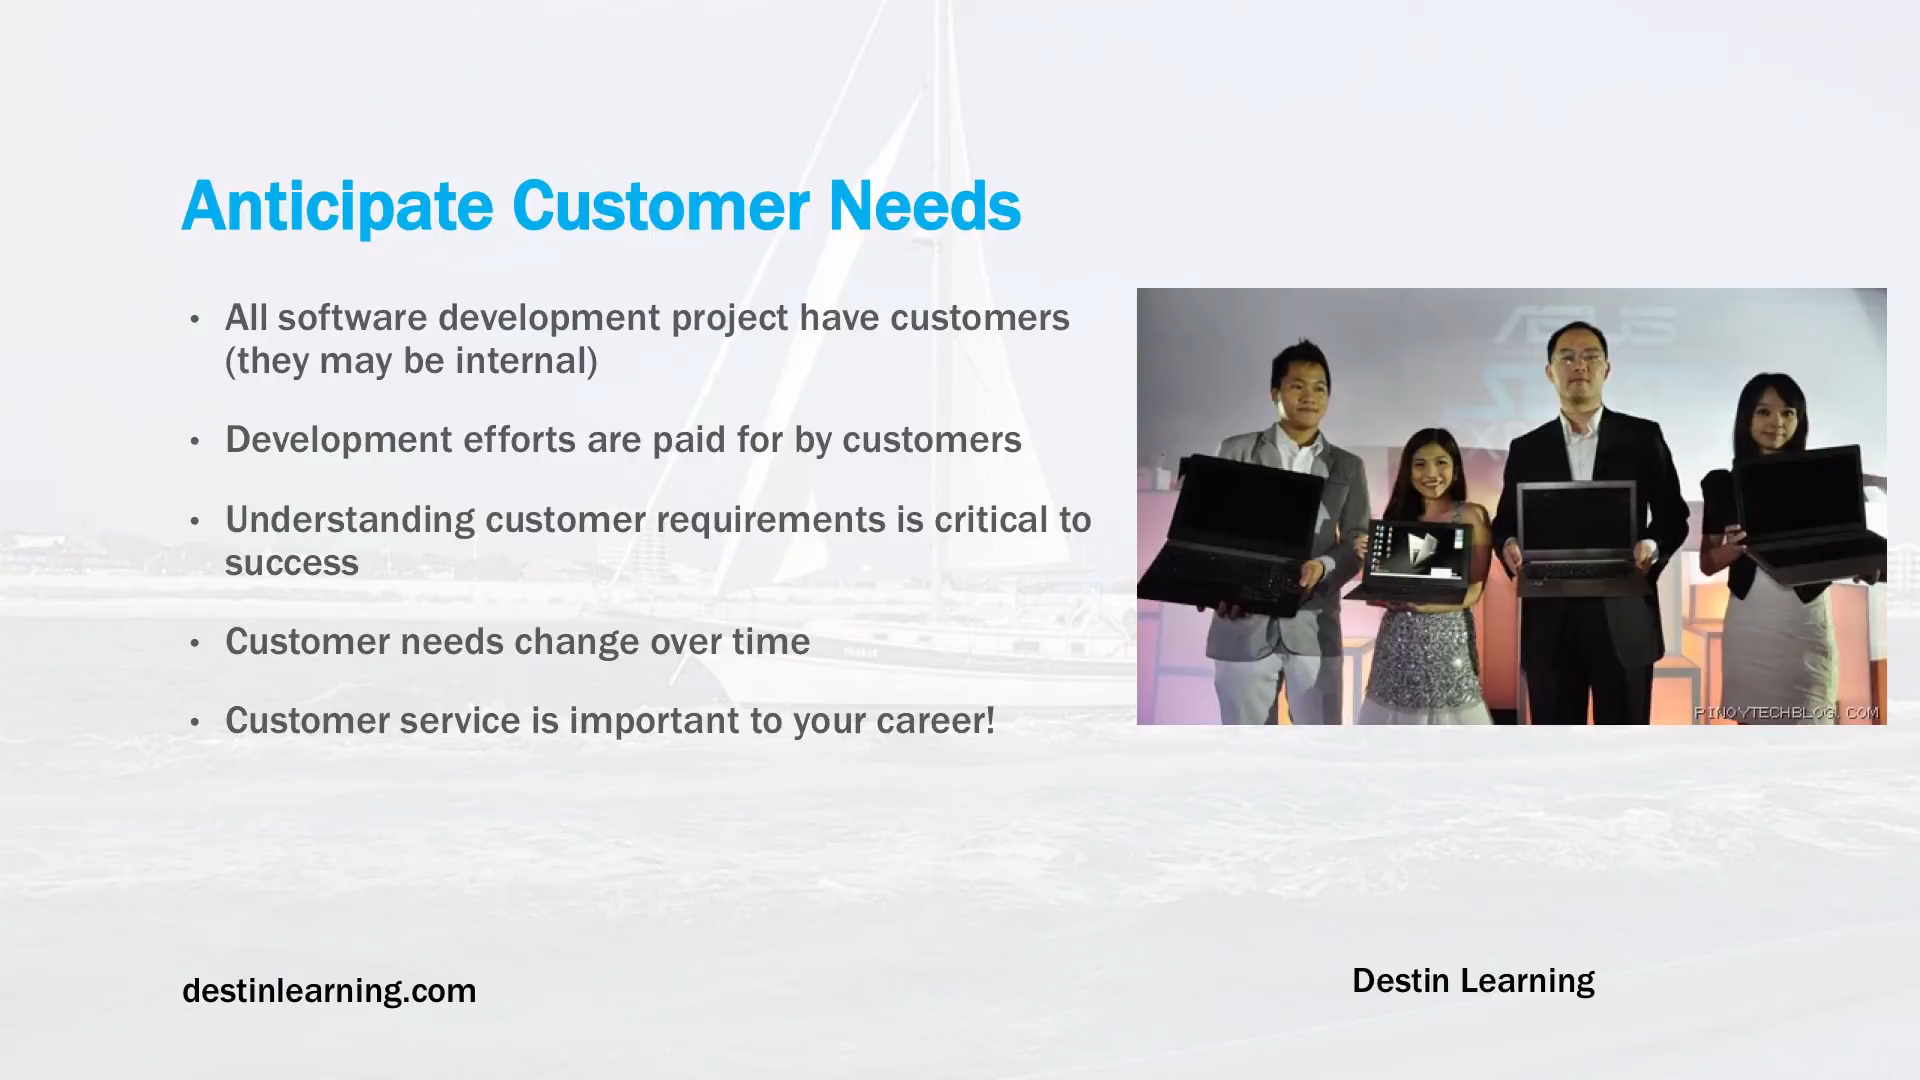 Anticipate Customer Needs
• All software development project have customers
(they may be internal)
• Development efforts are paid for by customers
• Understanding customer requirements is critical to
success
• Customer needs change over time
• Customer service is important to your career!
ASUS
PINOYTECHBLOG.COM
destinlearning.com
Destin Learning